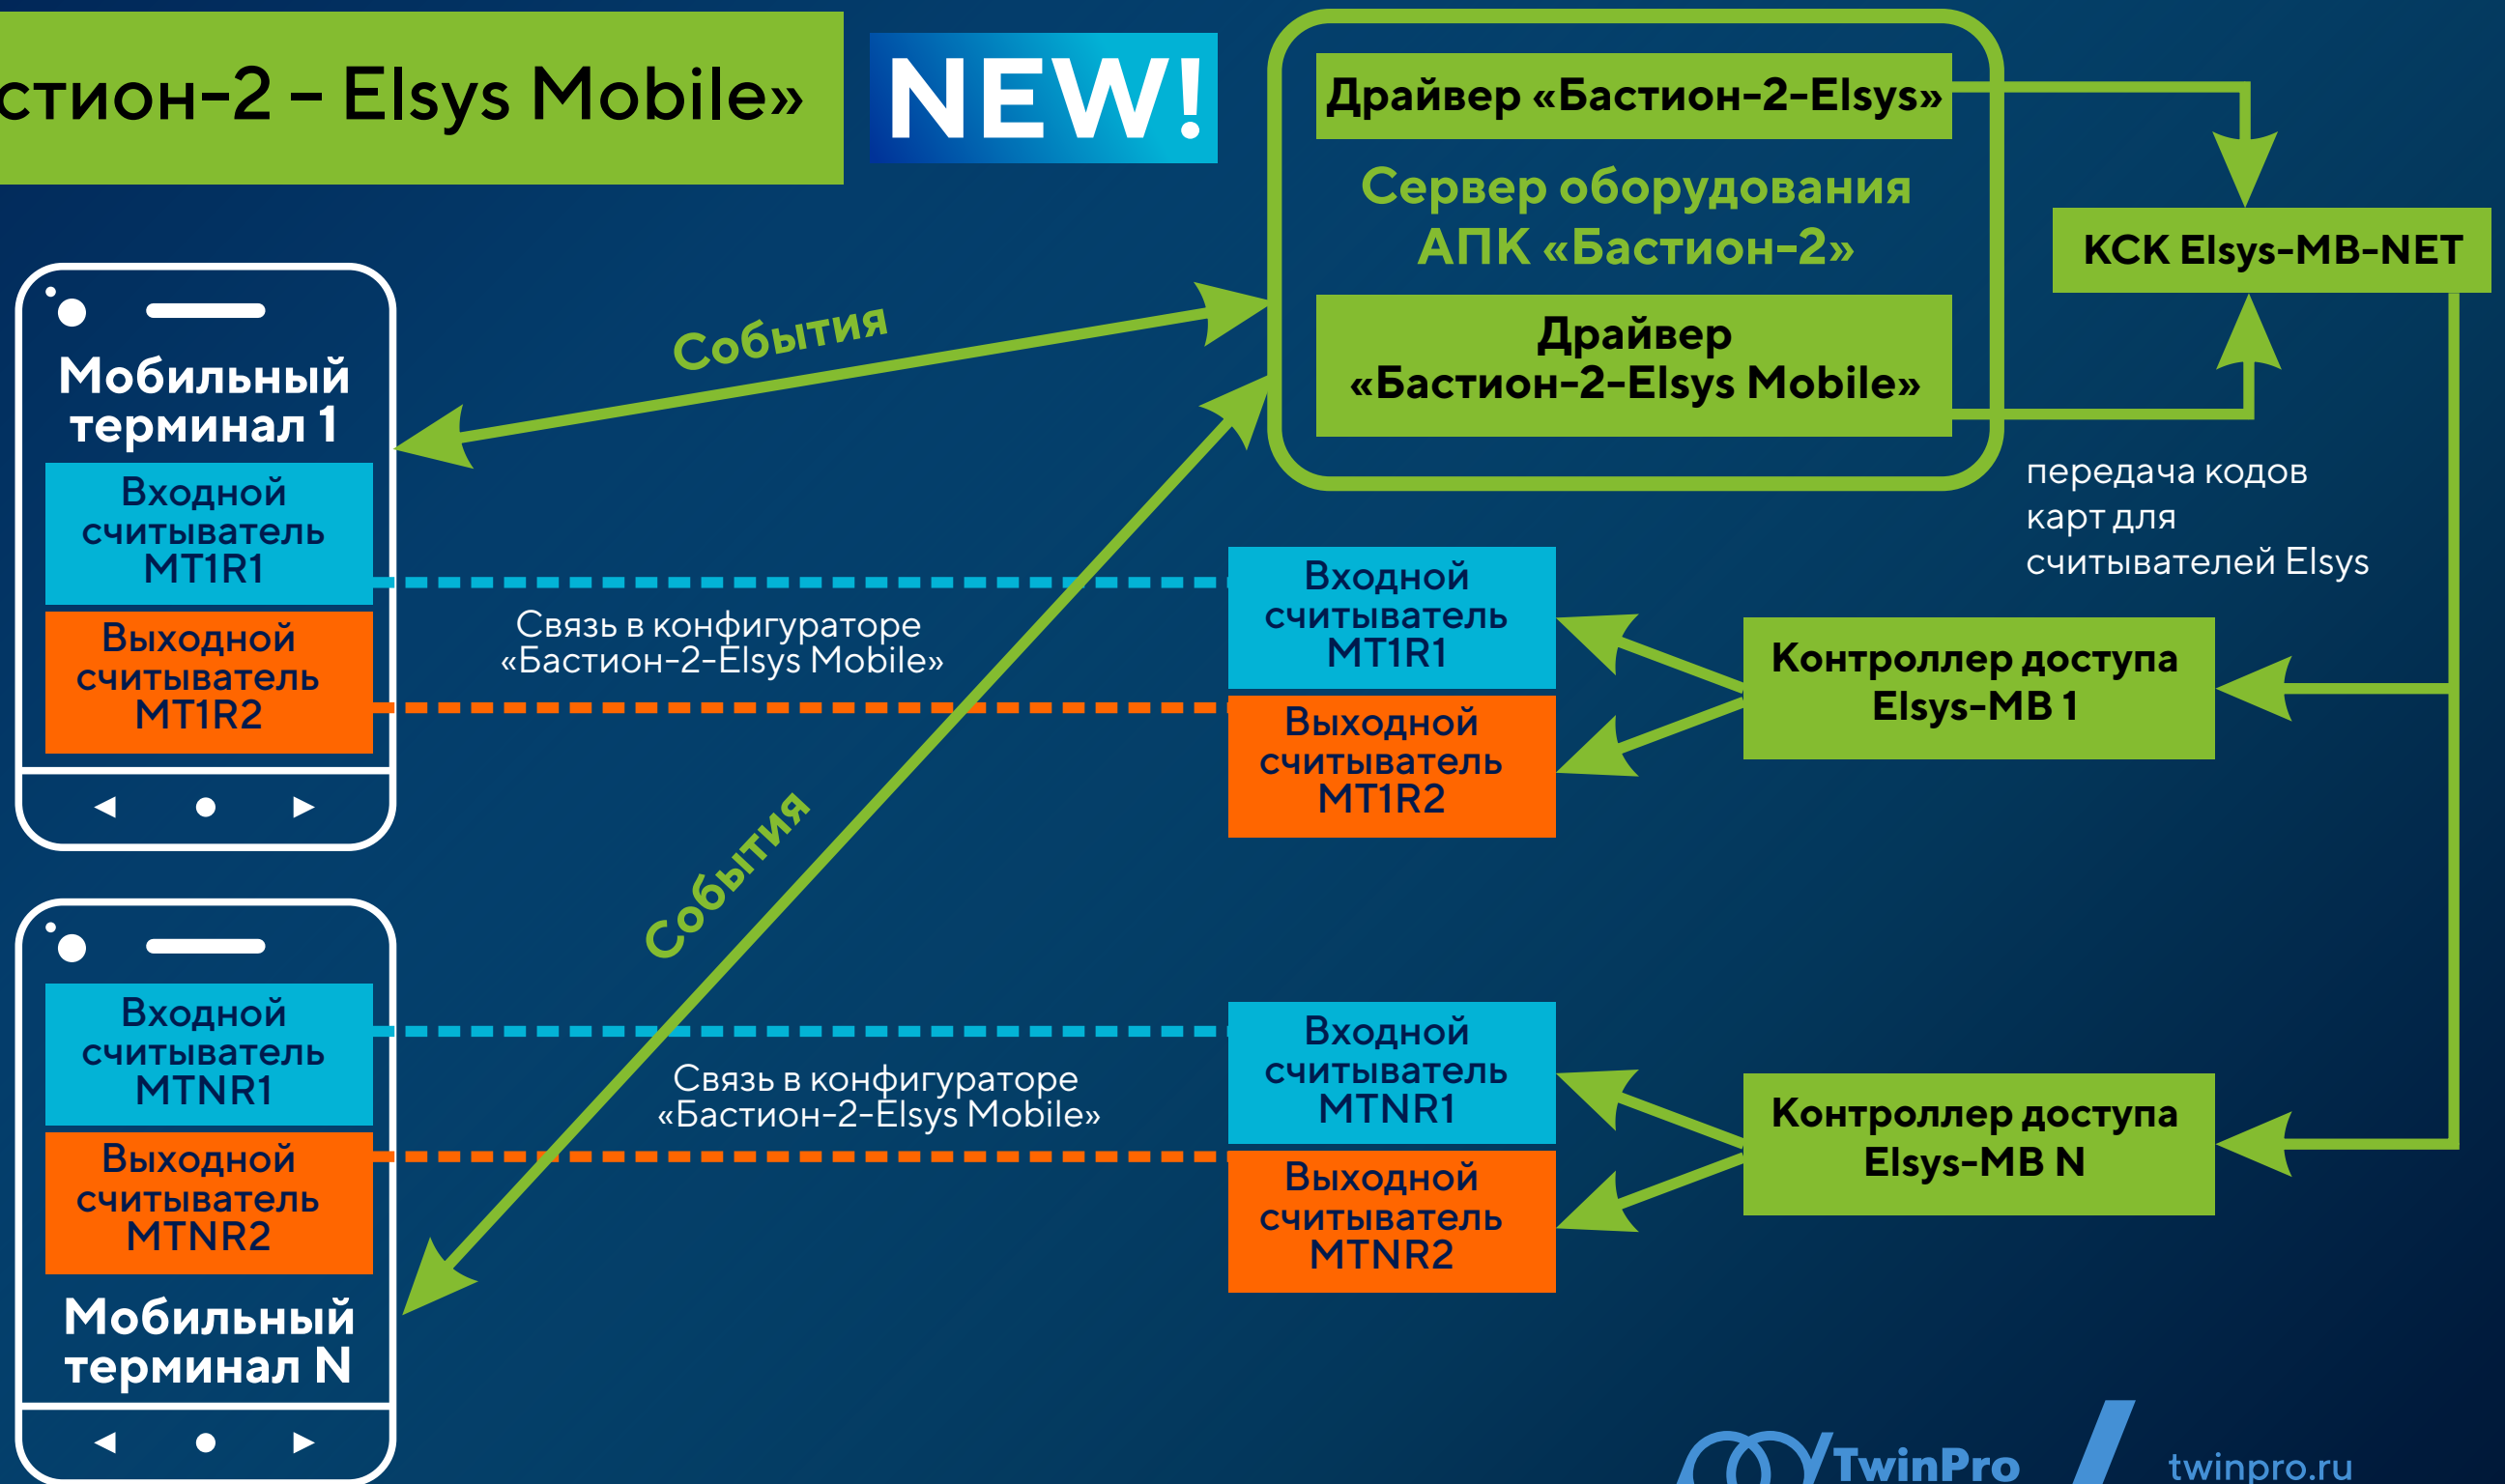 стион-2 - Elsys Mobile»
NEW!
Драйвер «Бастион-2-Elsys»
Сервер оборудования
АПК «Бастион-2»
Драйвер
«Бастион-2-Elsys Mobile»
КСК Elsys-MB-NET
передача кодов
карт для
считывателей Elsys
События
Мобильный
терминал 1
Входной
считыватель
MT1R1
Выходной
считыватель
MT1R2
Связь в конфигураторе
«Бастион-2-Elsys Mobile»
Входной
считыватель
MT1R1
Выходной
считыватель
MT1R2
Контроллер доступа
Elsys-MB 1
События
Входной
считыватель
MTNR1
Выходной
считыватель
MTNR2
Мобильный
терминал N
Связь в конфигураторе
«Бастион-2-Elsys Mobile»
Входной
считыватель
MTNR1
Выходной
считыватель
MTNR2
Контроллер доступа
Elsys-MB N
TwinPro
twinpro.ru